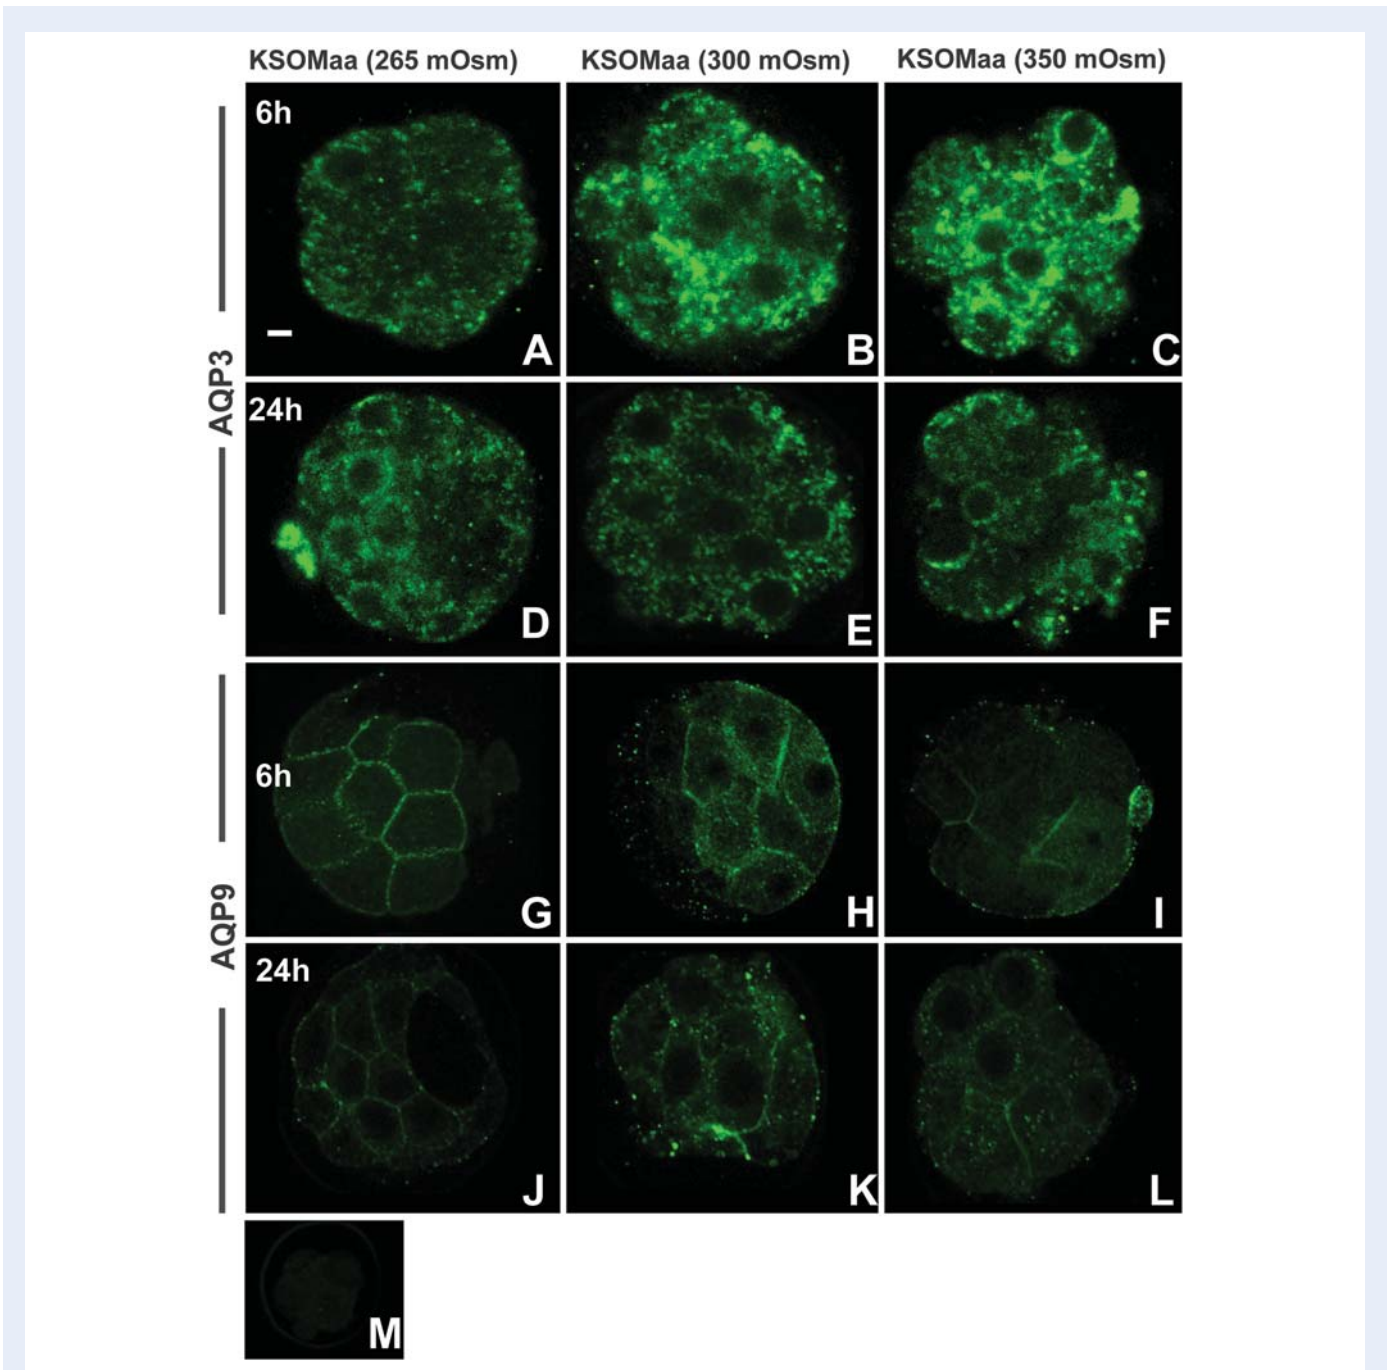 KSOMaa (265 mOsm) KSOMaa (300 mOsm) KSOMaa (350 mOsm)
AQP3
6h
A B C
24h
D E F
AQP9
6h
G H I
24h
J K L
M